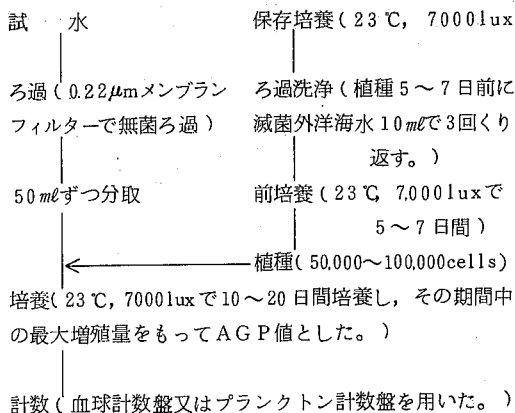 試水
保存培養(23℃, 7000lux
ろ過(0.22μmメンブラン
フィルターで無菌ろ過)
ろ過洗浄(植種5~7日前に
滅菌外洋海水10mlで3回くり
返す。)
50mlずつ分取
前培養(23℃, 7,000luxで
5~7日間)
植種(50,000~100,000cells)
培養(23℃, 7000luxで10~20日間培養し, その期間中
の最大増殖量をもってAGP値とした。)
計数(血球計数盤又はプランクトン計数盤を用いた。)